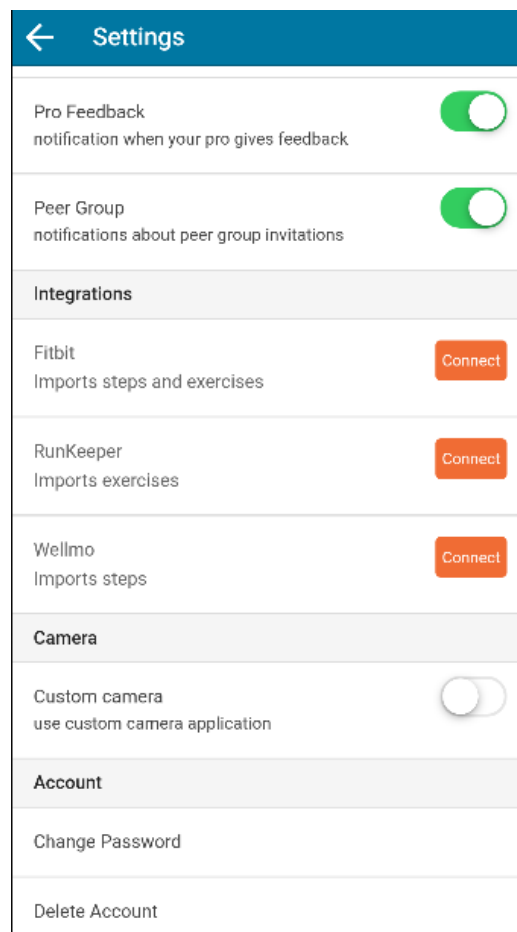 Settings
Pro Feedback
notification when your pro gives feedback
Peer Group
notifications about peer group invitations
Integrations
Fitbit
Imports steps and exercises
Connect
RunKeeper
Imports exercises
Connect
Wellmo
Imports steps
Connect
Camera
Custom camera
use custom camera application
Account
Change Password
Delete Account